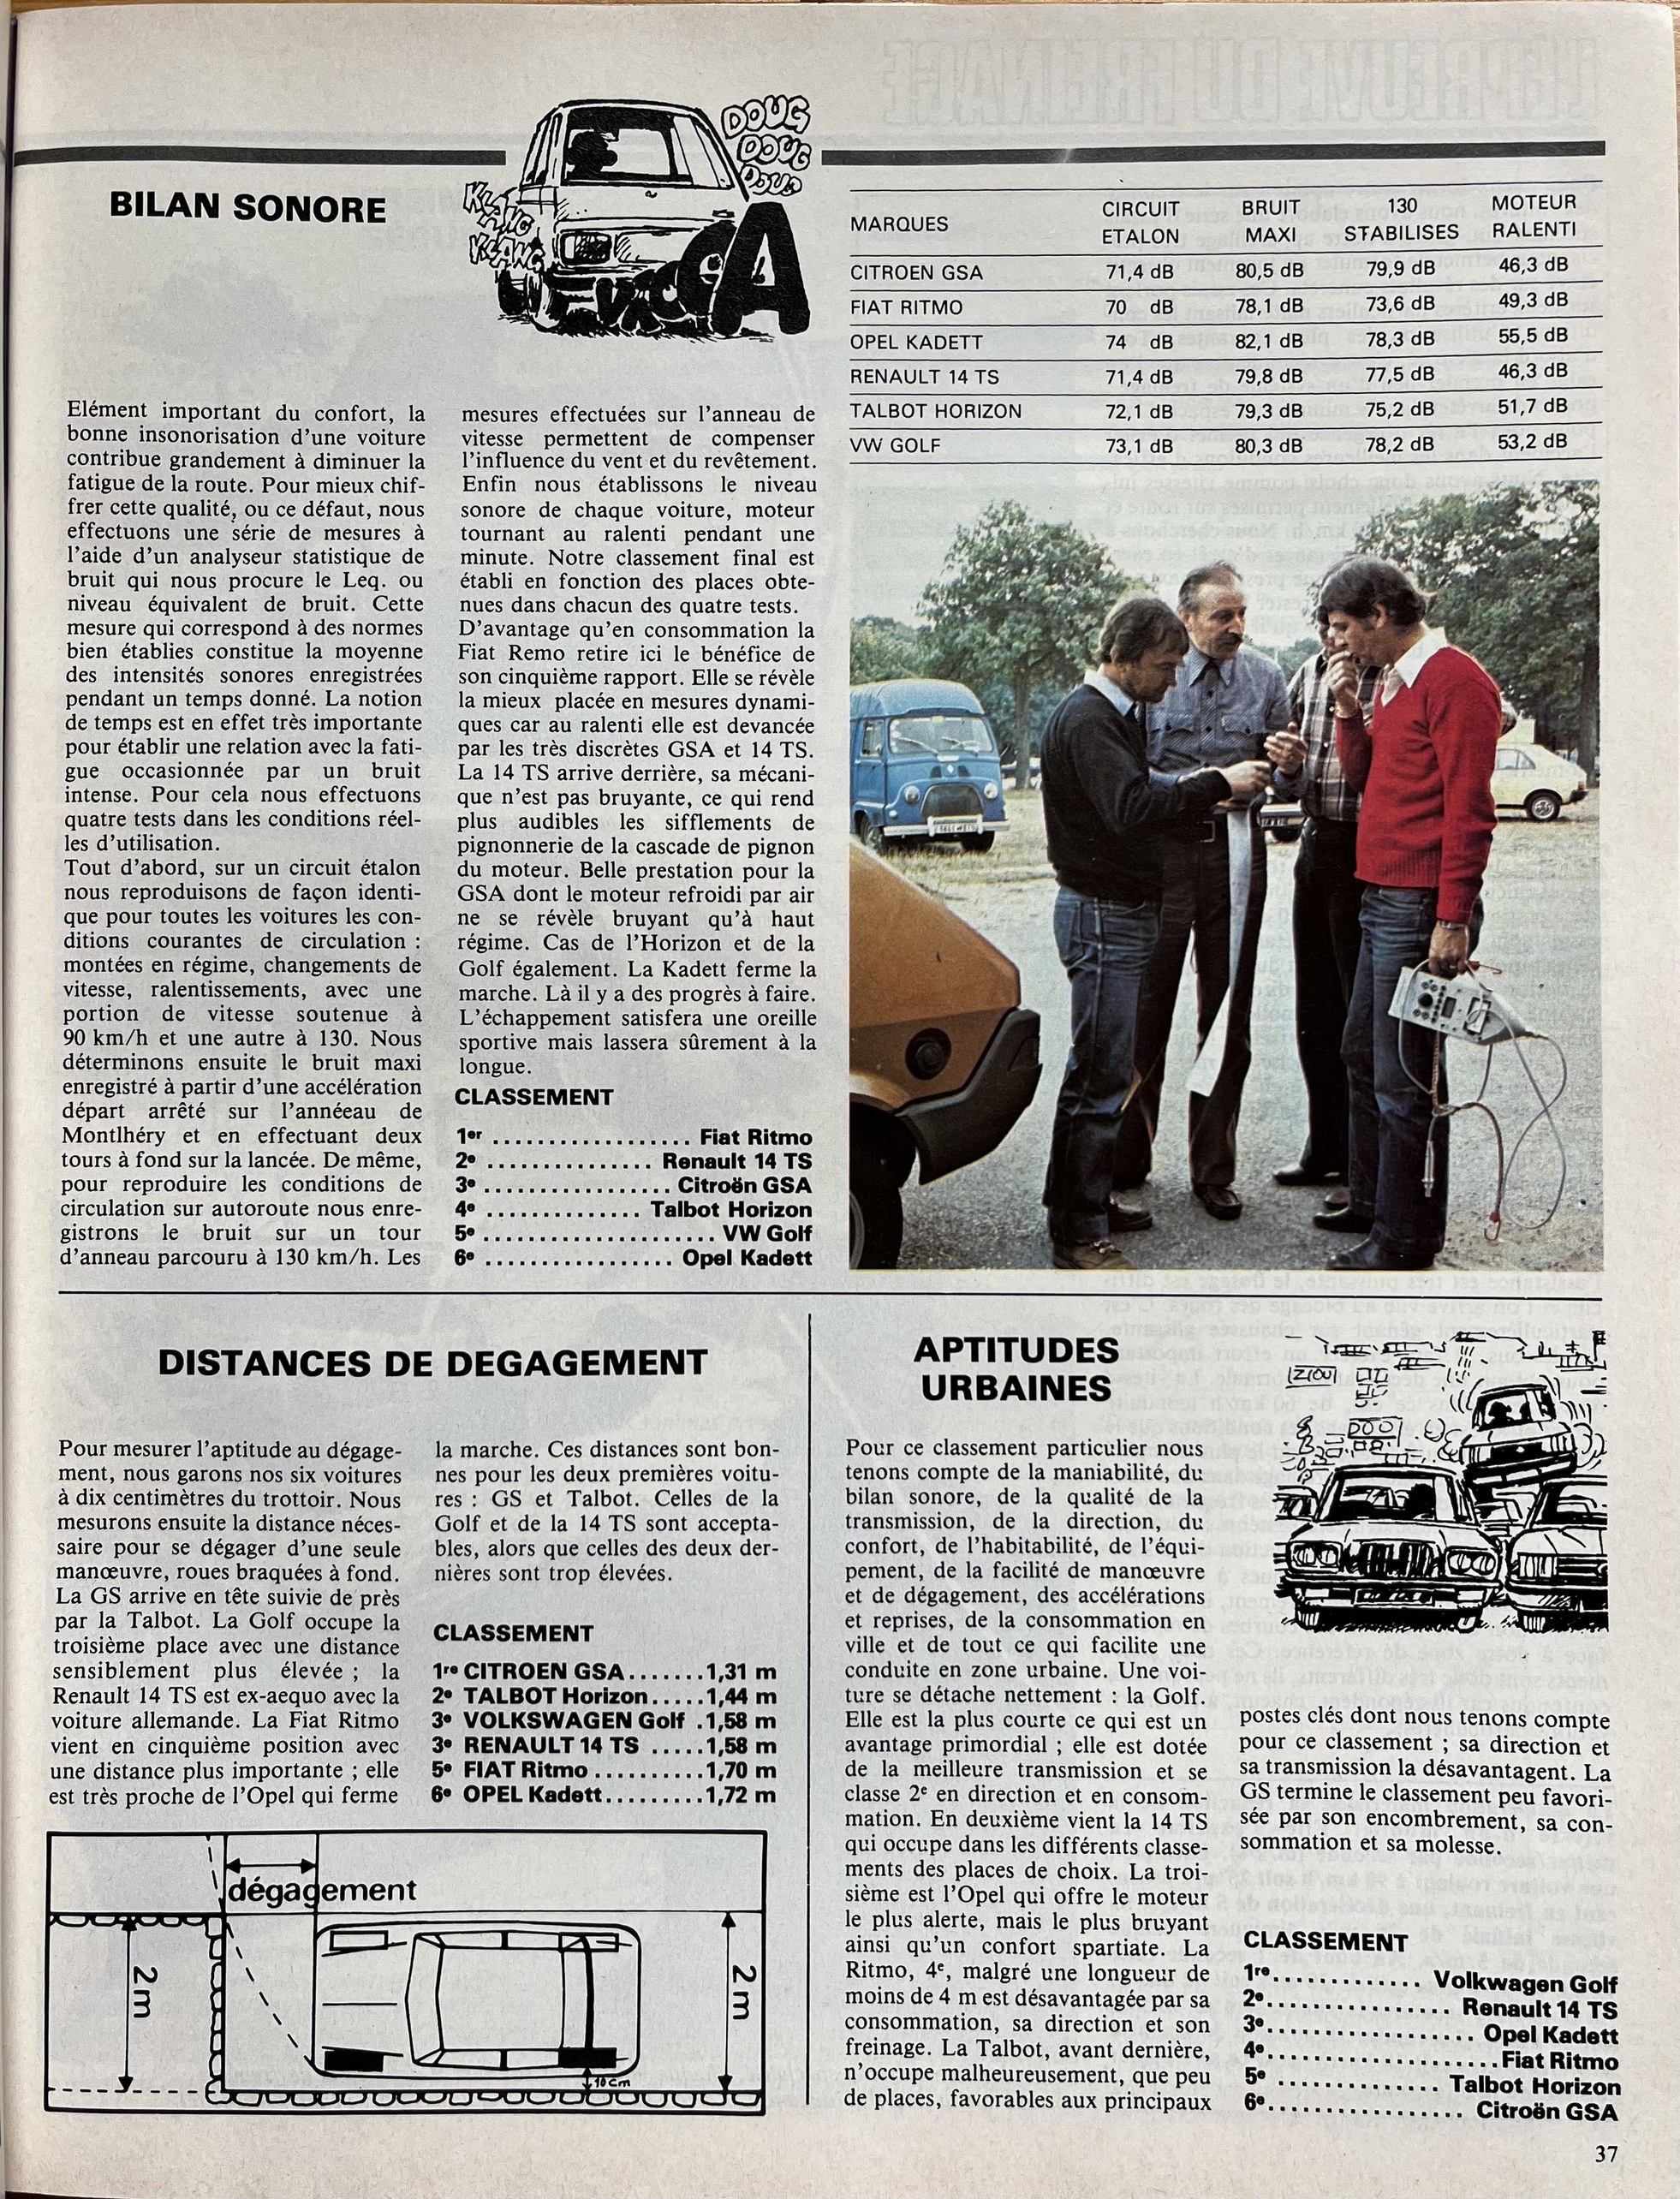 BILAN SONORE
DOUG
DOUG
DOUG
KLANG
KLANG
KLANG
Elément important du confort, la
bonne insonorisation d'une voiture
contribue grandement à diminuer la
fatigue de la route. Pour mieux chif-
frer cette qualité, ou ce défaut, nous
effectuons une série de mesures à
l'aide d'un analyseur statistique de
bruit qui nous procure le Leq. ou
niveau équivalent de bruit. Cette
mesure qui correspond à des normes
bien établies constitue la moyenne
des intensités sonores enregistrées
pendant un temps donné. La notion
de temps est en effet très importante
pour établir une relation avec la fati-
gue occasionnée par un bruit
intense. Pour cela nous effectuons
quatre tests dans les conditions réel-
les d'utilisation.
Tout d'abord, sur un circuit étalon
nous reproduisons de façon identi-
que pour toutes les voitures les con-
ditions courantes de circulation :
montées en régime, changements de
vitesse, ralentissements, avec une
portion de vitesse soutenue à
90 km/h et une autre à 130. Nous
déterminons ensuite le bruit maxi
enregistré à partir d'une accélération
départ arrêté sur l'annéeau de
Montlhéry et en effectuant deux
tours à fond sur la lancée. De même,
pour reproduire les conditions de
circulation sur autoroute nous enre-
gistrons le bruit sur un tour
d'anneau parcouru à 130 km/h. Les
mesures effectuées sur l'anneau de
vitesse permettent de compenser
l'influence du vent et du revêtement.
Enfin nous établissons le niveau
sonore de chaque voiture, moteur
tournant au ralenti pendant une
minute. Notre classement final est
établi en fonction des places obte-
nues dans chacun des quatre tests.
D'avantage qu'en consommation la
Fiat Remo retire ici le bénéfice de
son cinquième rapport. Elle se révèle
la mieux placée en mesures dynami-
ques car au ralenti elle est devancée
par les très discrètes GSA et 14 TS.
La 14 TS arrive derrière, sa mécani-
que n'est pas bruyante, ce qui rend
plus audibles les sifflements de
pignonnerie de la cascade de pignon
du moteur. Belle prestation pour la
GSA dont le moteur refroidi par air
ne se révèle bruyant qu'à haut
régime. Cas de l'Horizon et de la
Golf également. La Kadett ferme la
marche. Là il y a des progrès à faire.
L'échappement satisfera une oreille
sportive mais lassera sûrement à la
longue.
CLASSEMENT
1er .................. Fiat Ritmo
2e ............... Renault 14 TS
3e ................. Citroën GSA
4e .............. Talbot Horizon
5e ..................... VW Golf
6e ................. Opel Kadett
MARQUES CIRCUIT ETALON BRUIT MAXI 130 STABILISES MOTEUR RALENTI
CITROEN GSA 71,4 dB 80,5 dB 79,9 dB 46,3 dB
FIAT RITMO 70 dB 78,1 dB 73,6 dB 49,3 dB
OPEL KADETT 74 dB 82,1 dB 78,3 dB 55,5 dB
RENAULT 14 TS 71,4 dB 79,8 dB 77,5 dB 46,3 dB
TALBOT HORIZON 72,1 dB 79,3 dB 75,2 dB 51,7 dB
VW GOLF 73,1 dB 80,3 dB 78,2 dB 53,2 dB
DISTANCES DE DEGAGEMENT
Pour mesurer l'aptitude au dégage-
ment, nous garons nos six voitures
à dix centimètres du trottoir. Nous
mesurons ensuite la distance néces-
saire pour se dégager d'une seule
manœuvre, roues braquées à fond.
La GS arrive en tête suivie de près
par la Talbot. La Golf occupe la
troisième place avec une distance
sensiblement plus élevée ; la
Renault 14 TS est ex-aequo avec la
voiture allemande. La Fiat Ritmo
vient en cinquième position avec
une distance plus importante ; elle
est très proche de l'Opel qui ferme
la marche. Ces distances sont bon-
nes pour les deux premières voitu-
res : GS et Talbot. Celles de la
Golf et de la 14 TS sont accepta-
bles, alors que celles des deux der-
nières sont trop élevées.
CLASSEMENT
1re CITROEN GSA.......1,31 m
2e TALBOT Horizon.....1,44 m
3e VOLKSWAGEN Golf .1,58 m
3e RENAULT 14 TS .....1,58 m
5e FIAT Ritmo ..........1,70 m
6e OPEL Kadett.........1,72 m
dégagement
2 m
2 m
10 cm
APTITUDES
URBAINES
Pour ce classement particulier nous
tenons compte de la maniabilité, du
bilan sonore, de la qualité de la
transmission, de la direction, du
confort, de l'habitabilité, de l'équi-
pement, de la facilité de manœuvre
et de dégagement, des accélérations
et reprises, de la consommation en
ville et de tout ce qui facilite une
conduite en zone urbaine. Une voi-
ture se détache nettement : la Golf.
Elle est la plus courte ce qui est un
avantage primordial ; elle est dotée
de la meilleure transmission et se
classe 2e en direction et en consom-
mation. En deuxième vient la 14 TS
qui occupe dans les différents classe-
ments des places de choix. La troi-
sième est l'Opel qui offre le moteur
le plus alerte, mais le plus bruyant
ainsi qu'un confort spartiate. La
Ritmo, 4e, malgré une longueur de
moins de 4 m est désavantagée par sa
consommation, sa direction et son
freinage. La Talbot, avant dernière,
n'occupe malheureusement, que peu
de places, favorables aux principaux
postes clés dont nous tenons compte
pour ce classement ; sa direction et
sa transmission la désavantagent. La
GS termine le classement peu favori-
sée par son encombrement, sa con-
sommation et sa molesse.
CLASSEMENT
1re............. Volkwagen Golf
2e................ Renault 14 TS
3e.................. Opel Kadett
4e....................Fiat Ritmo
5e .............. Talbot Horizon
6e................. Citroën GSA
37